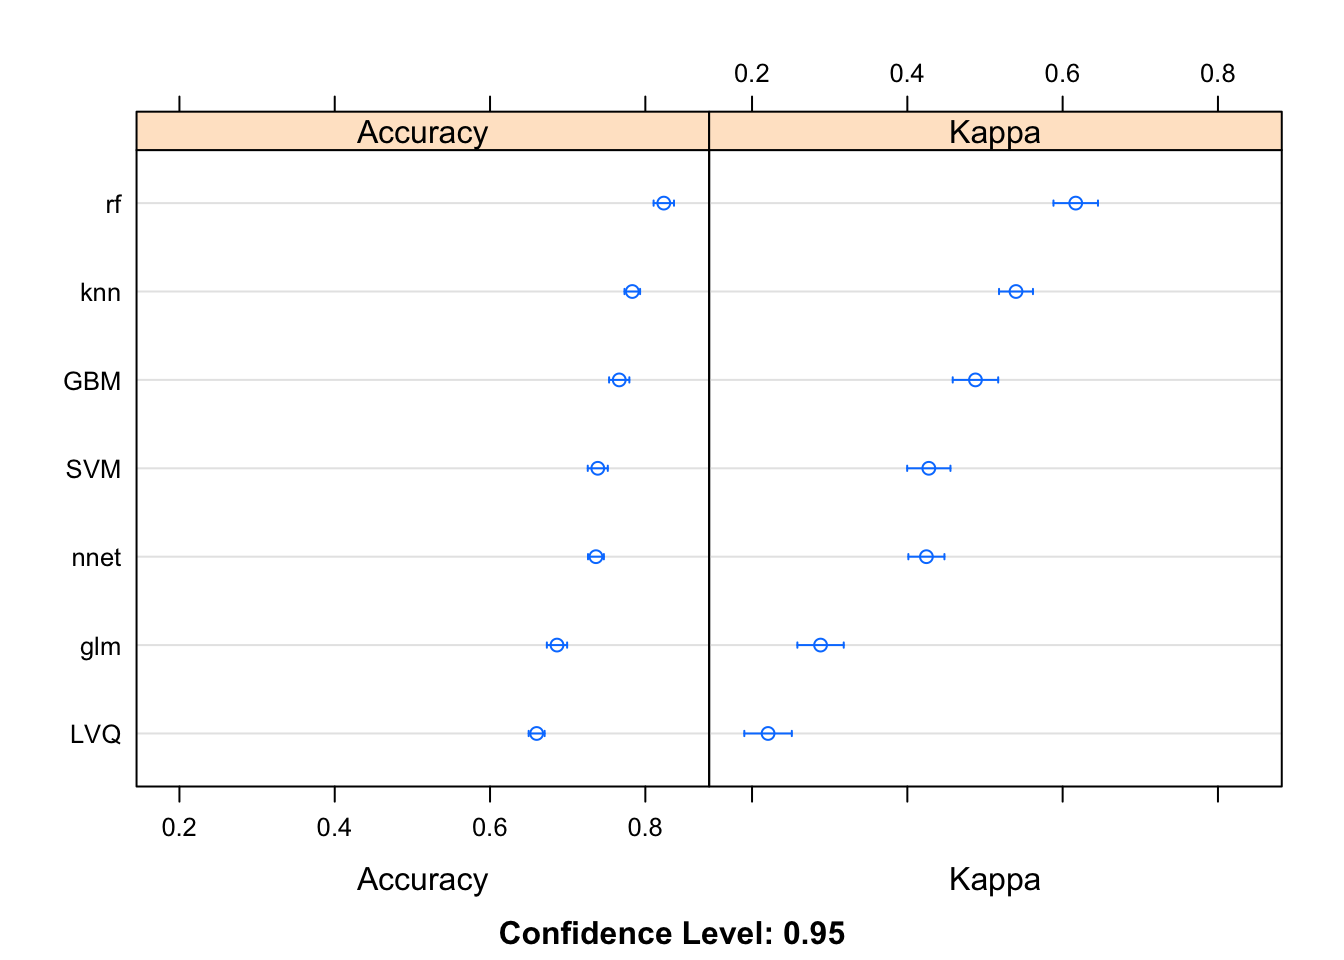 0.2 0.4 0.6 0.8
Accuracy Kappa
rf
knn
GBM
SVM
nnet
glm
LVQ
0.2 0.4 0.6 0.8
Accuracy Kappa
Confidence Level: 0.95